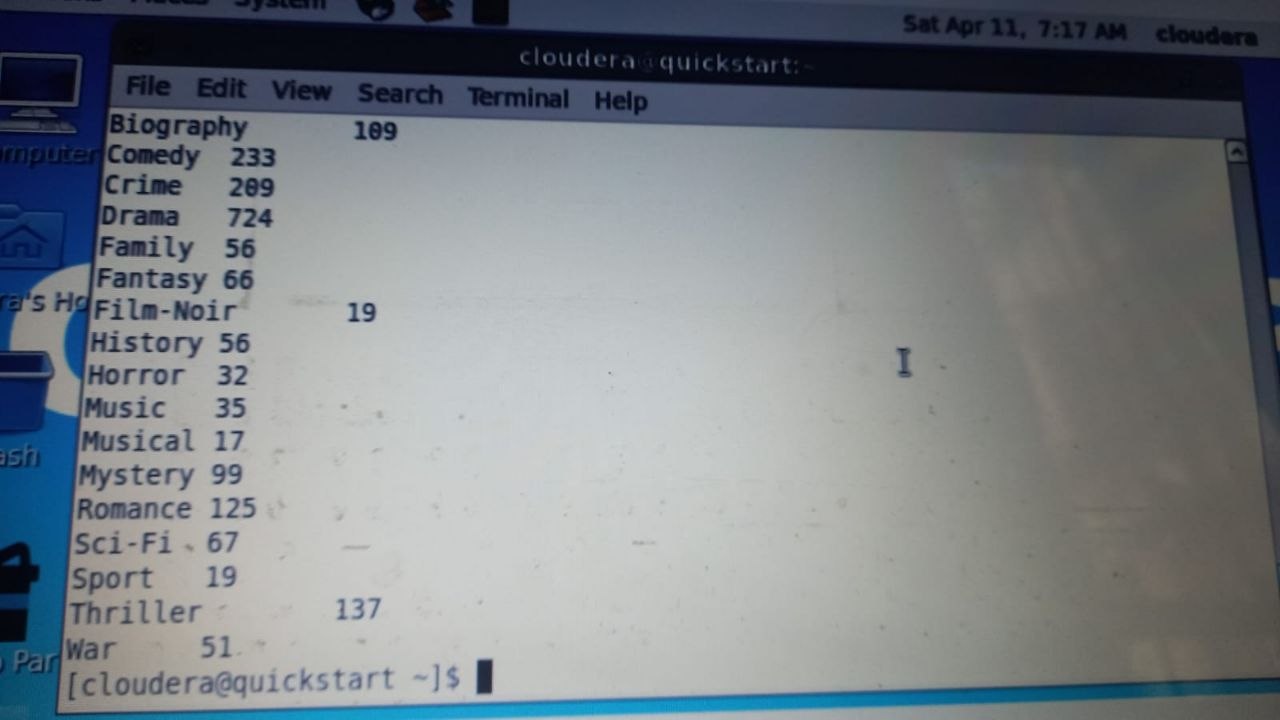 System
Sat Apr 11, 7:17 AM cloudera
cloudera@quickstart:~
File Edit View Search Terminal Help
Biography 109
Comedy 233
Crime 209
Drama 724
Family 56
Fantasy 66
Film-Noir 19
History 56
Horror 32
Music 35
Musical 17
Mystery 99
Romance 125
Sci-Fi 67
Sport 19
Thriller 137
War 51
[cloudera@quickstart ~]$